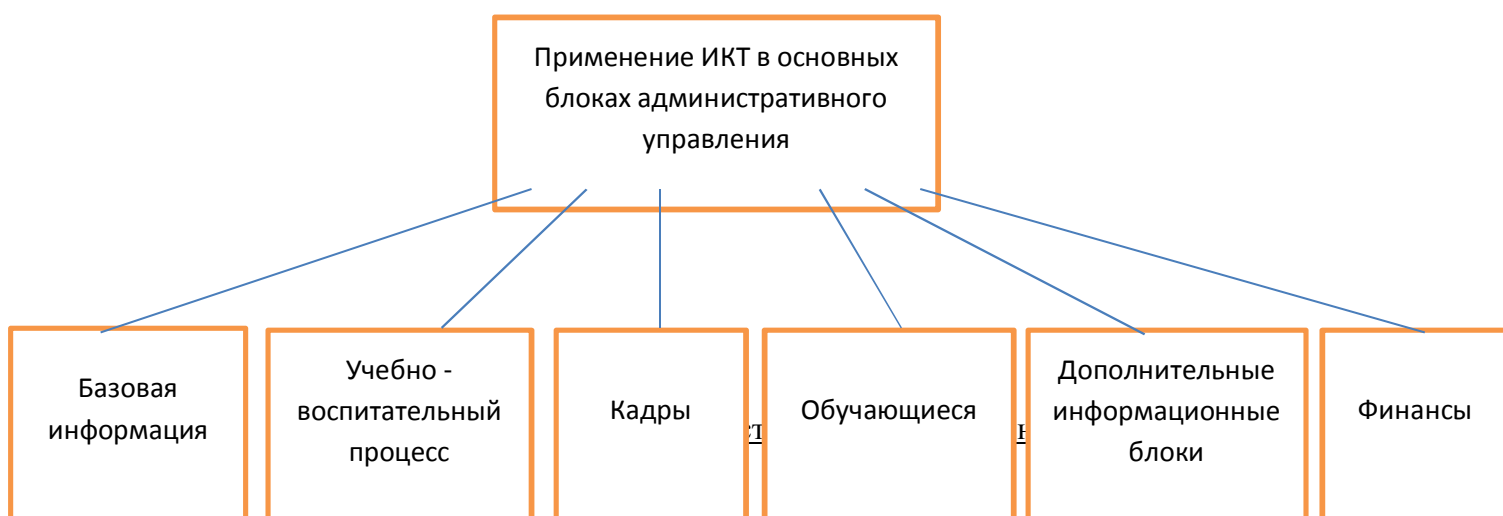 Применение ИКТ в основных
блоках административного
управления
Базовая
информация
Учебно -
воспитательный
процесс
Кадры
Обучающиеся
Дополнительные
информационные
блоки
Финансы